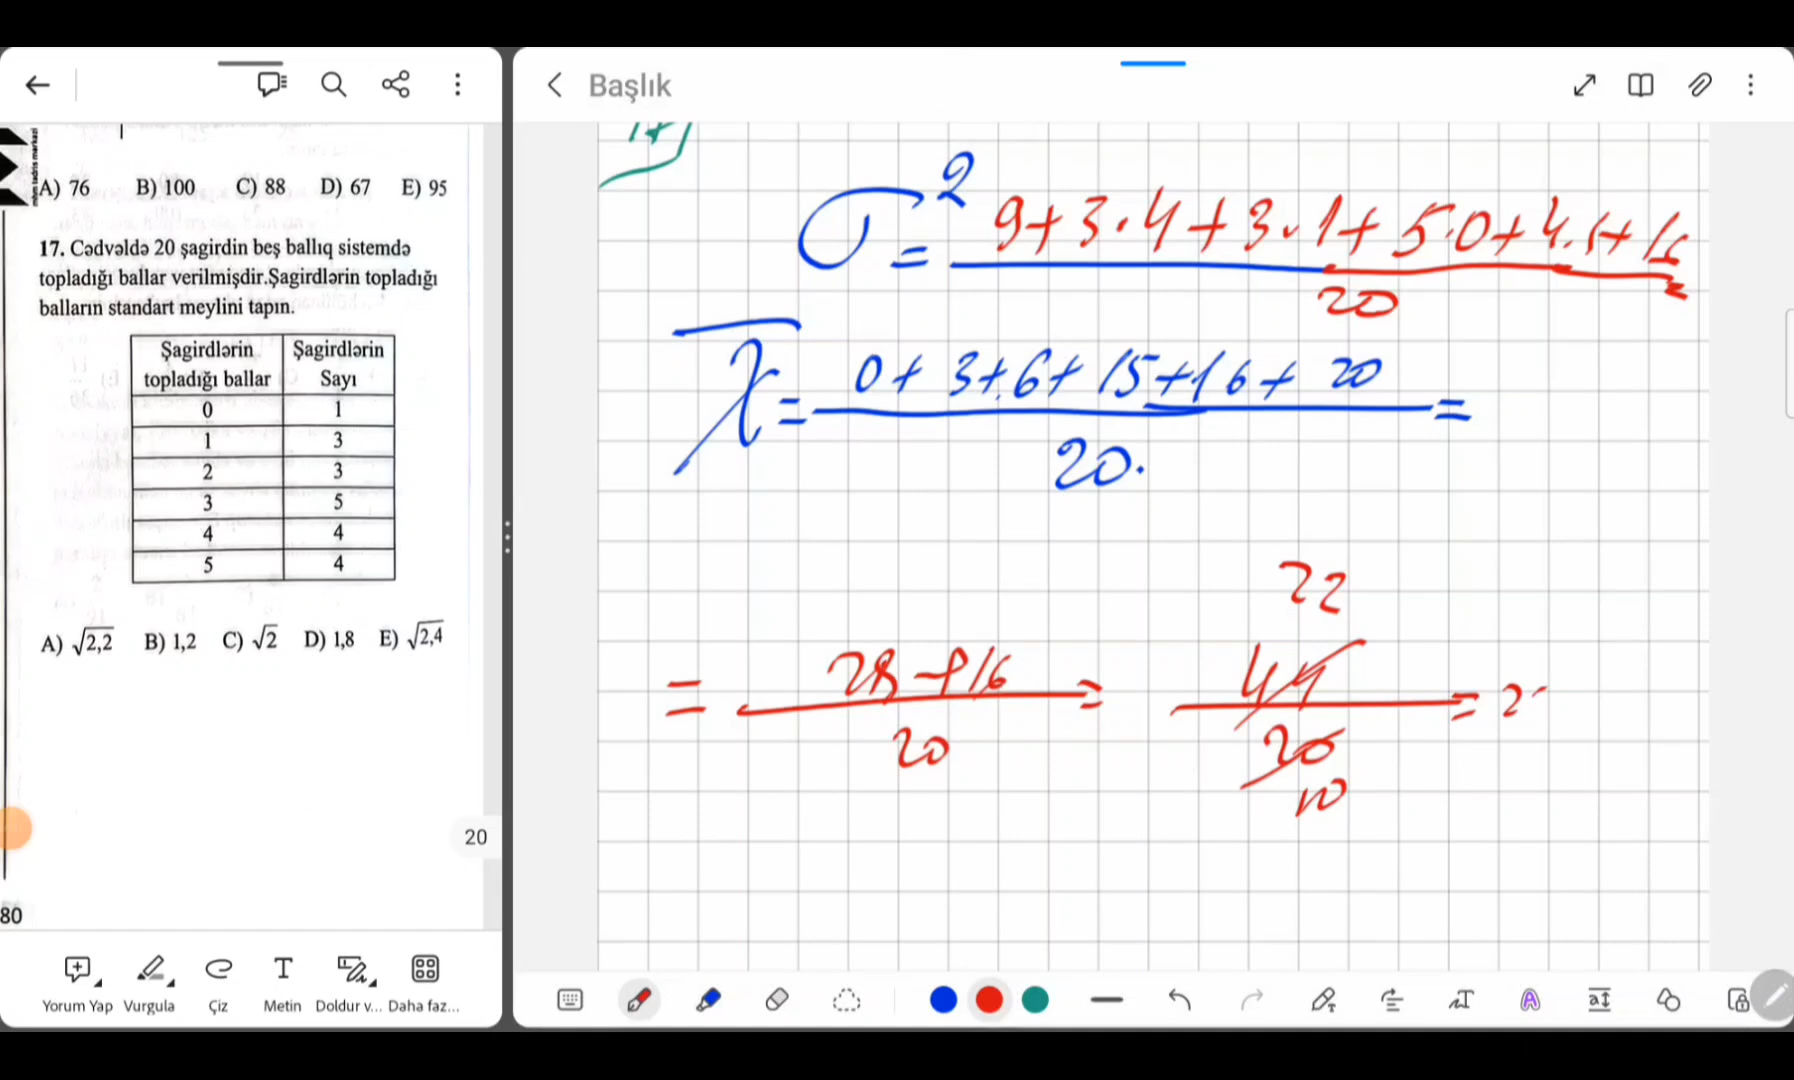 Başlık
A) 76 B) 100 C) 88 D) 67 E) 95
17. Cədvəldə 20 şagirdin beş ballıq sistemdə
topladığı ballar verilmişdir.Şagirdlərin topladığı
balların standart meylini tapın.
Şagirdlərin topladığı ballar Şagirdlərin Sayı
0 1
1 3
2 3
3 5
4 4
5 4
A) √2,2 B) 1,2 C) √2 D) 1,8 E) √2,4
20
80
Yorum Yap Vurgula Çiz Metin Doldur v... Daha faz...
17)
σ² = 9+3·4+3·1+5·0+4·1+16
20
x̄ = 0+3+6+15+16+20 =
20.
22
= 28+16 = 44 = 2
20 20
10